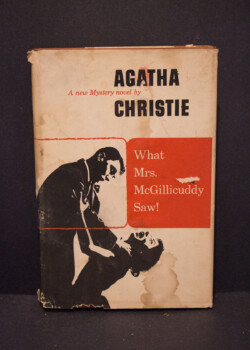 AGATHA
A new Mystery novel by
CHRISTIE
What
Mrs.
McGillicuddy
Saw!